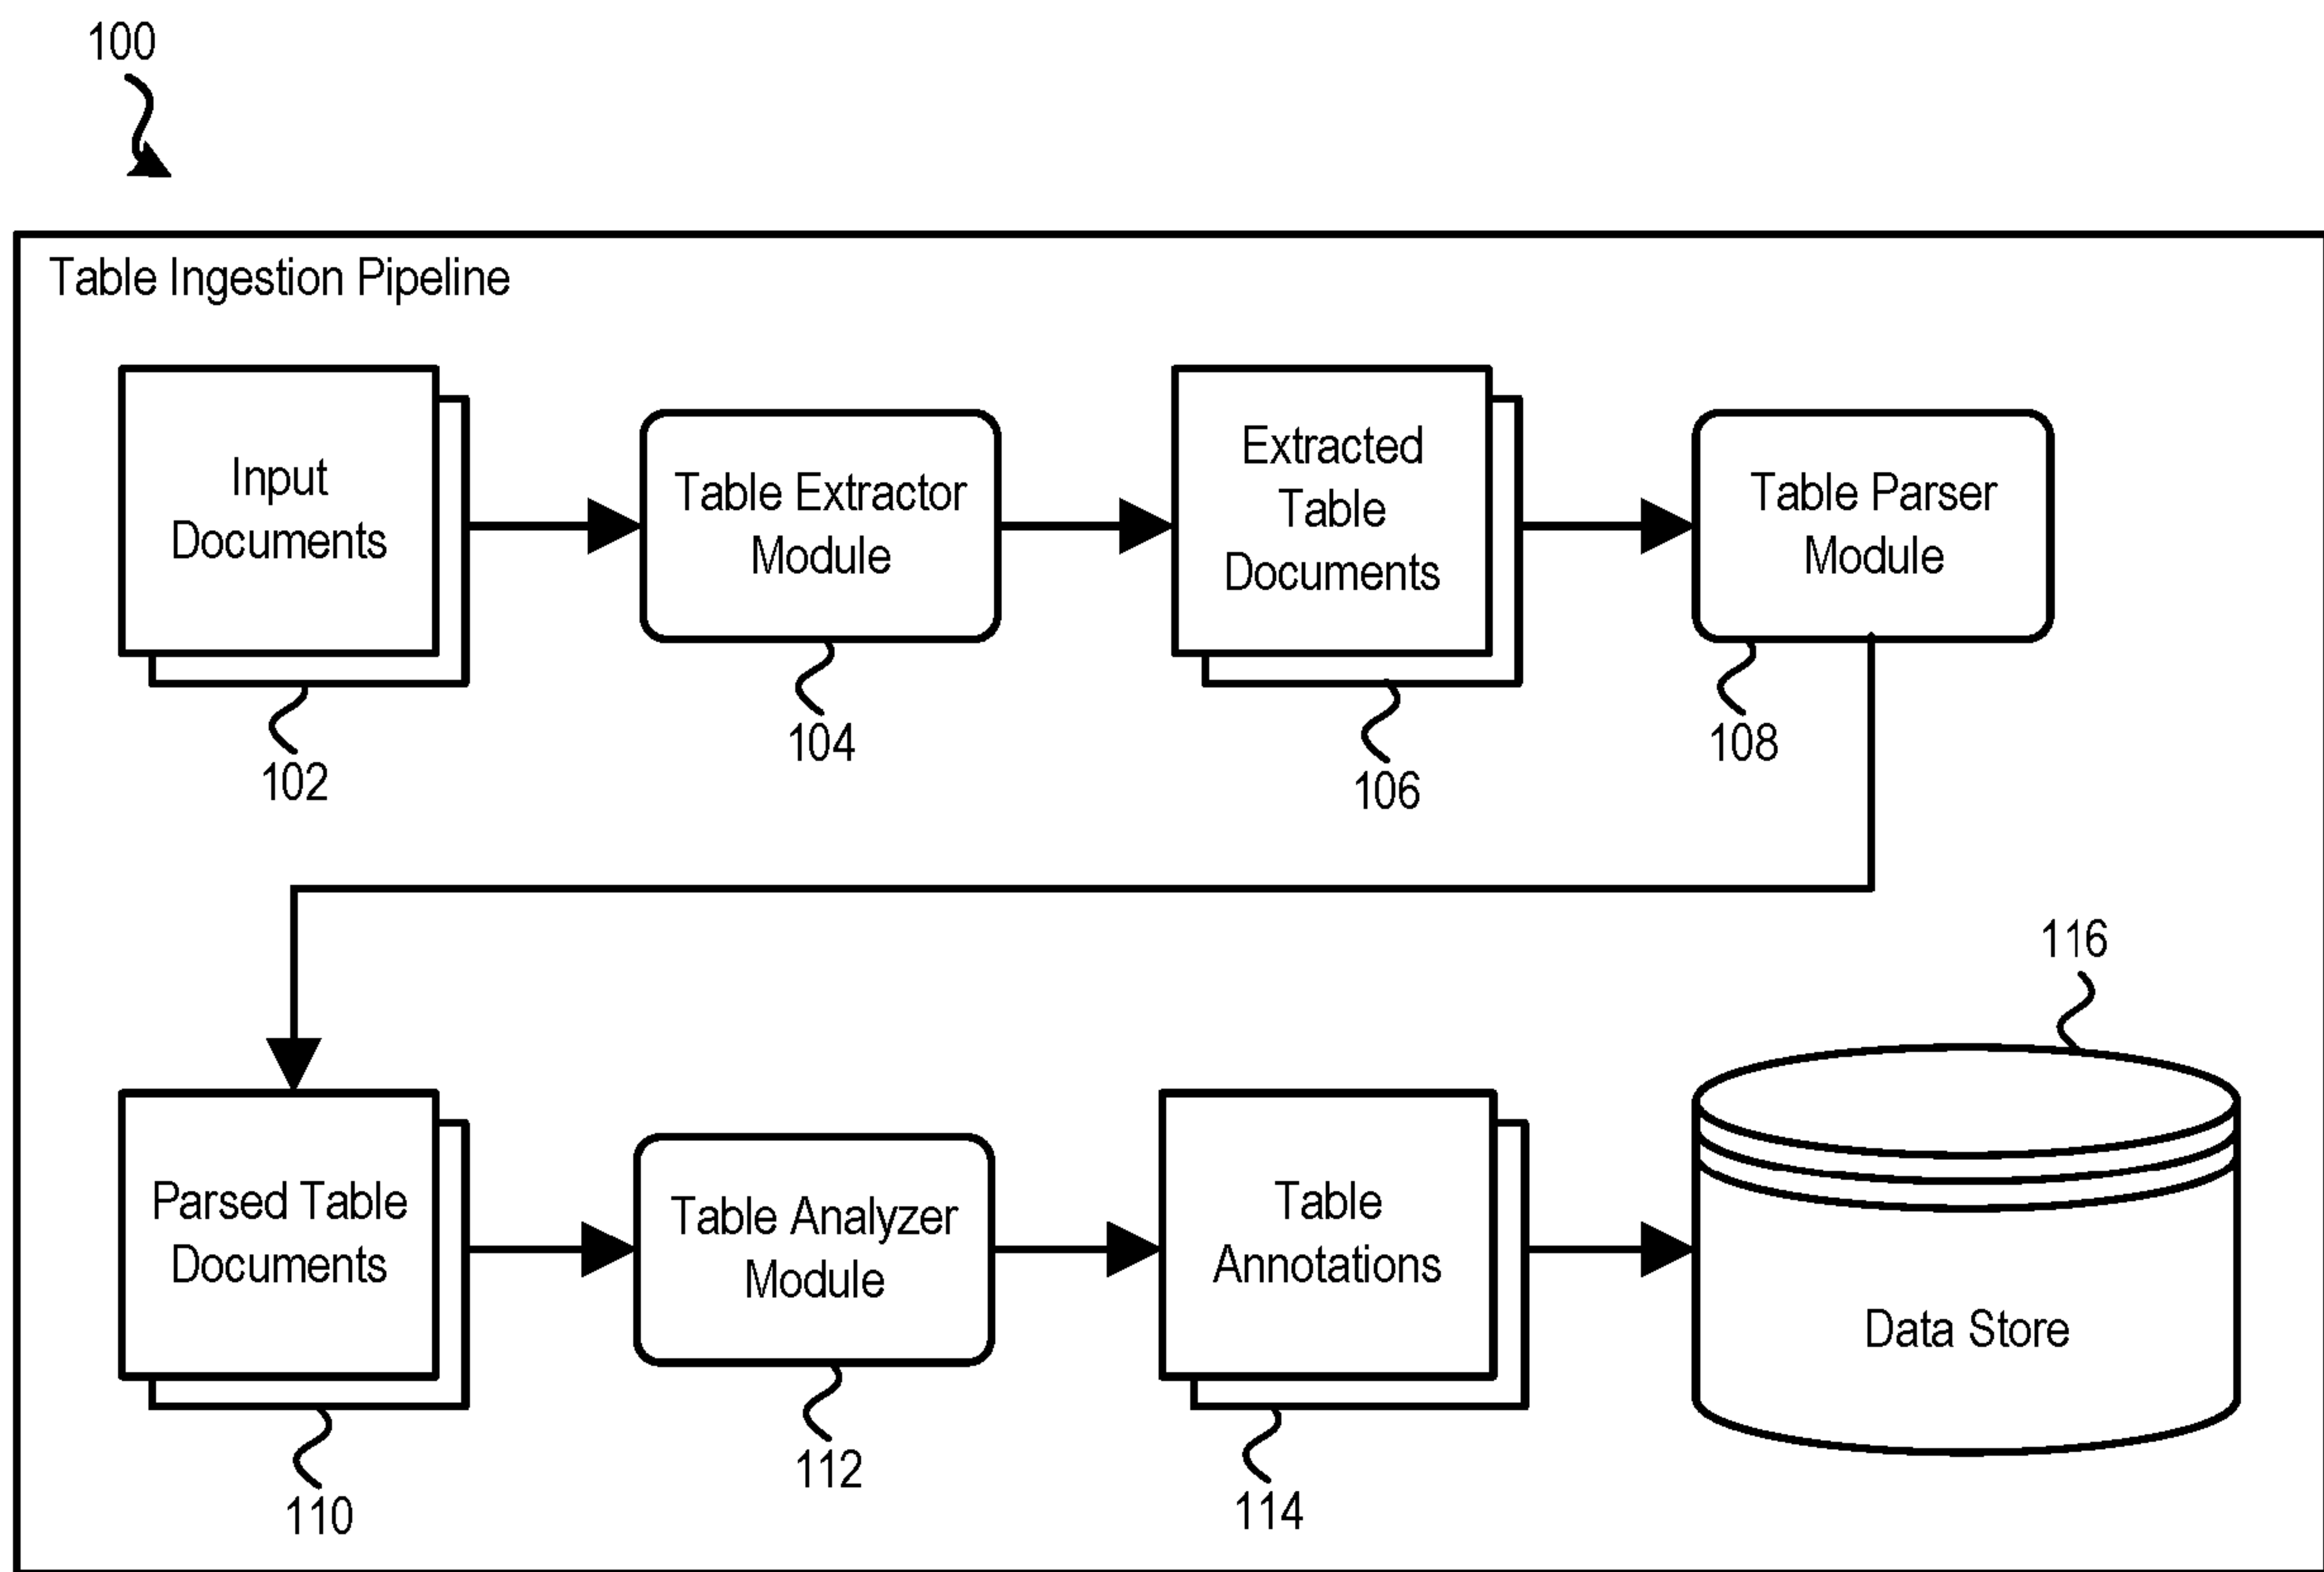 100
Table Ingestion Pipeline
Input
Documents
102
Table Extractor
Module
104
Extracted
Table
Documents
106
Table Parser
Module
108
Parsed Table
Documents
110
Table Analyzer
Module
112
Table
Annotations
114
116
Data Store